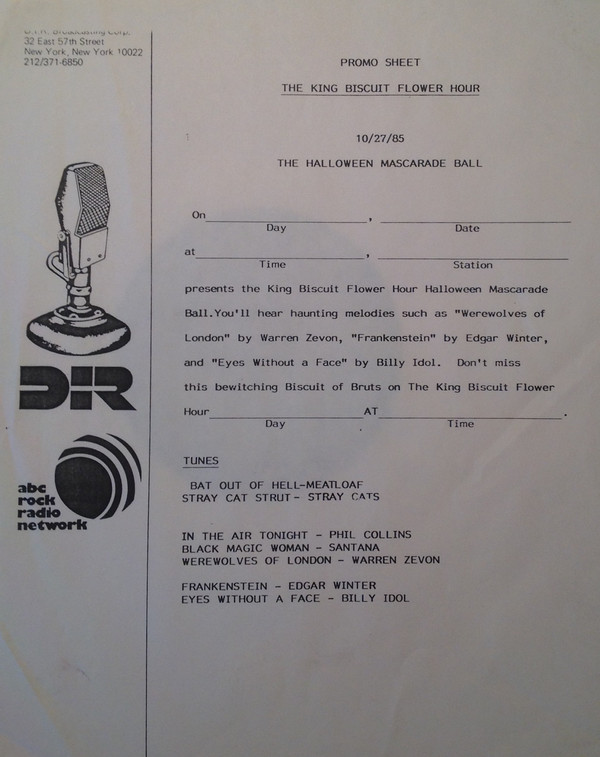 D.I.R. Broadcasting Corp.
32 East 57th Street
New York, New York 10022
212/371-6850
PROMO SHEET
THE KING BISCUIT FLOWER HOUR
10/27/85
THE HALLOWEEN MASCARADE BALL
On ,
Day Date
at ,
Time Station
presents the King Biscuit Flower Hour Halloween Mascarade
Ball.You'll hear haunting melodies such as "Werewolves of
London" by Warren Zevon, "Frankenstein" by Edgar Winter,
and "Eyes Without a Face" by Billy Idol. Don't miss
this bewitching Biscuit of Bruts on The King Biscuit Flower
Hour AT .
Day Time
DIR
abc
rock
radio
network
TUNES
BAT OUT OF HELL-MEATLOAF
STRAY CAT STRUT- STRAY CATS
IN THE AIR TONIGHT - PHIL COLLINS
BLACK MAGIC WOMAN - SANTANA
WEREWOLVES OF LONDON - WARREN ZEVON
FRANKENSTEIN - EDGAR WINTER
EYES WITHOUT A FACE - BILLY IDOL